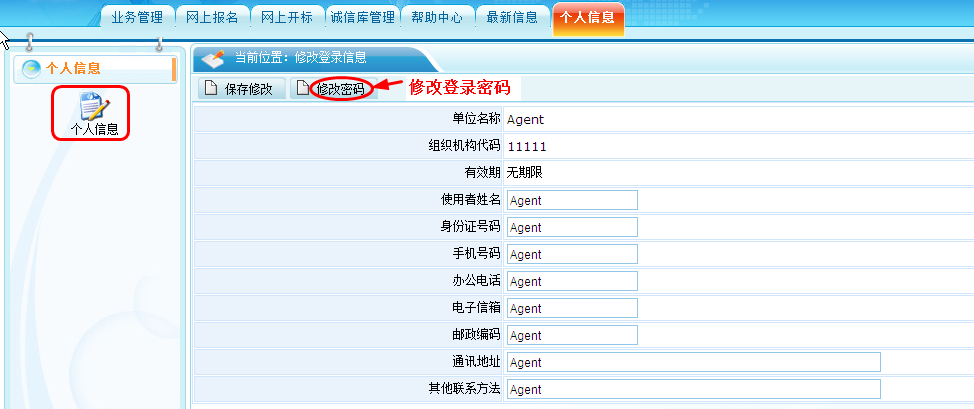 业务管理 网上报名 网上开标 诚信库管理 帮助中心 最新信息 个人信息
个人信息
个人信息
当前位置：修改登录信息
保存修改 修改密码 修改登录密码
单位名称 Agent
组织机构代码 11111
有效期 无期限
使用者姓名 Agent
身份证号码 Agent
手机号码 Agent
办公电话 Agent
电子信箱 Agent
邮政编码 Agent
通讯地址 Agent
其他联系方法 Agent